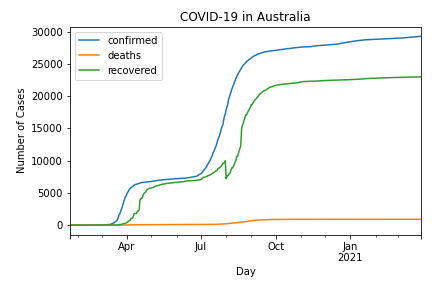 COVID-19 in Australia
confirmed
deaths
recovered
Number of Cases
30000
25000
20000
15000
10000
5000
0
Apr
Jul
Oct
Jan
2021
Day